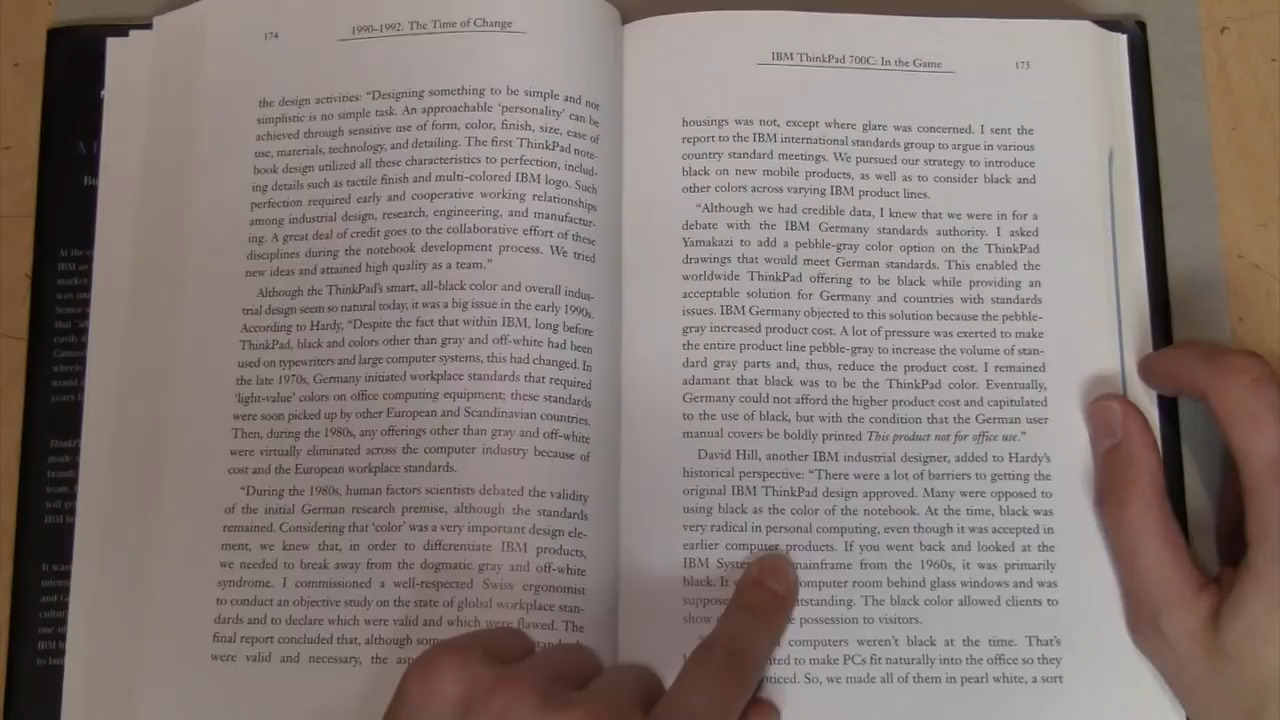 174
1990–1992: The Time of Change
the design activities: “Designing something to be simple and not
simplistic is no simple task. An approachable ‘personality’ can be
achieved through sensitive use of form, color, finish, size, ease of
use, materials, technology, and detailing. The first ThinkPad note-
book design utilized all these characteristics to perfection, includ-
ing details such as tactile finish and multi-colored IBM logo. Such
perfection required early and cooperative working relationships
among industrial design, research, engineering, and manufactur-
ing. A great deal of credit goes to the collaborative effort of these
disciplines during the notebook development process. We tried
new ideas and attained high quality as a team.”
Although the ThinkPad’s smart, all-black color and overall indus-
trial design seem so natural today, it was a big issue in the early 1990s.
According to Hardy, “Despite the fact that within IBM, long before
ThinkPad, black and colors other than gray and off-white had been
used on typewriters and large computer systems, this had changed. In
the late 1970s, Germany initiated workplace standards that required
‘light-value’ colors on office computing equipment; these standards
were soon picked up by other European and Scandinavian countries.
Then, during the 1980s, any offerings other than gray and off-white
were virtually eliminated across the computer industry because of
cost and the European workplace standards.
“During the 1980s, human factors scientists debated the validity
of the initial German research premise, although the standards
remained. Considering that ‘color’ was a very important design ele-
ment, we knew that, in order to differentiate IBM products,
we needed to break away from the dogmatic gray and off-white
syndrome. I commissioned a well-respected Swiss ergonomist
to conduct an objective study on the state of global workplace stan-
dards and to declare which were valid and which were flawed. The
final report concluded that, although some
were valid and necessary, the
IBM ThinkPad 700C: In the Game
175
housings was not, except where glare was concerned. I sent the
report to the IBM international standards group to argue in various
country standard meetings. We pursued our strategy to introduce
black on new mobile products, as well as to consider black and
other colors across varying IBM product lines.
“Although we had credible data, I knew that we were in for a
debate with the IBM Germany standards authority. I asked
Yamakazi to add a pebble-gray color option on the ThinkPad
drawings that would meet German standards. This enabled the
worldwide ThinkPad offering to be black while providing an
acceptable solution for Germany and countries with standards
issues. IBM Germany objected to this solution because the pebble-
gray increased product cost. A lot of pressure was exerted to make
the entire product line pebble-gray to increase the volume of stan-
dard gray parts and, thus, reduce the product cost. I remained
adamant that black was to be the ThinkPad color. Eventually,
Germany could not afford the higher product cost and capitulated
to the use of black, but with the condition that the German user
manual covers be boldly printed This product not for office use.”
David Hill, another IBM industrial designer, added to Hardy’s
historical perspective: “There were a lot of barriers to getting the
original IBM ThinkPad design approved. Many were opposed to
using black as the color of the notebook. At the time, black was
very radical in personal computing, even though it was accepted in
earlier computer products. If you went back and looked at the
IBM mainframe from the 1960s, it was primarily
black. It computer room behind glass windows and was
The black color allowed clients to
show possession to visitors.
computers weren’t black at the time. That’s
to make PCs fit naturally into the office so they
So, we made all of them in pearl white, a sort